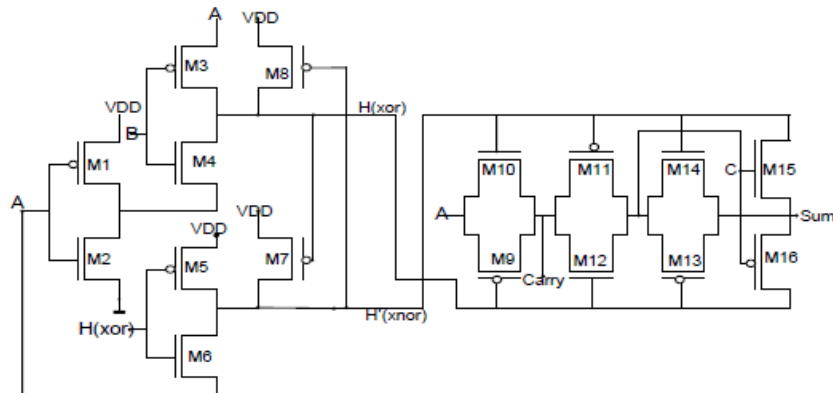 A
VDD
M3
M8
H(xor)
VDD
B
M1
M4
M10
M11
M14
C
M15
A
VDD
A
Sum
VDD
M2
M5
M7
M9
M12
M13
M16
Carry
H(xor)
H'(xnor)
M6